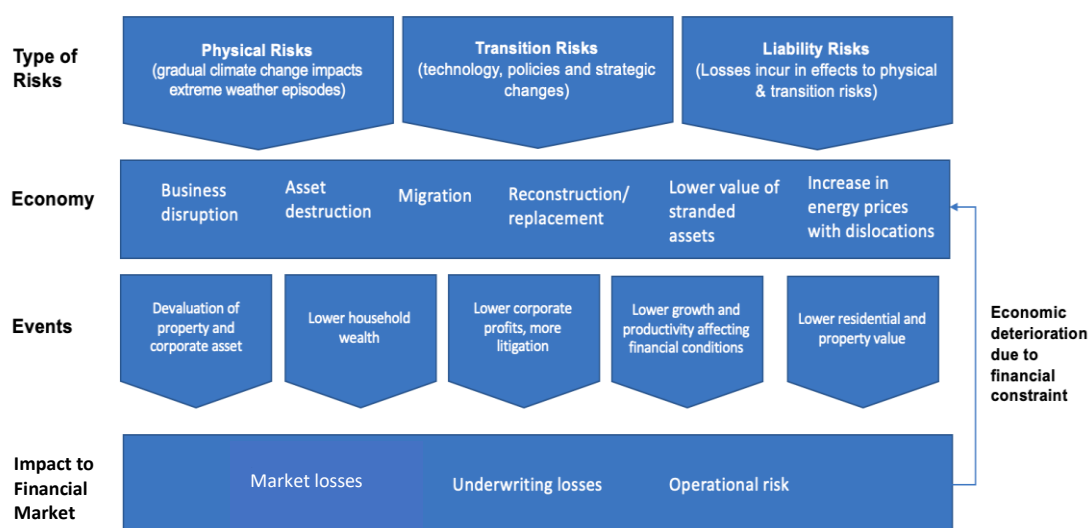 Type of
Risks
Physical Risks
(gradual climate change impacts
extreme weather episodes)
Transition Risks
(technology, policies and strategic
changes)
Liability Risks
(Losses incur in effects to physical
& transition risks)
Economy
Business
disruption
Asset
destruction
Migration
Reconstruction/
replacement
Lower value of
stranded
assets
Increase in
energy prices
with dislocations
Events
Devaluation of
property and
corporate asset
Lower household
wealth
Lower corporate
profits, more
litigation
Lower growth and
productivity affecting
financial conditions
Lower residential and
property value
Economic
deterioration
due to
financial
constraint
Impact to
Financial
Market
Market losses
Underwriting losses
Operational risk